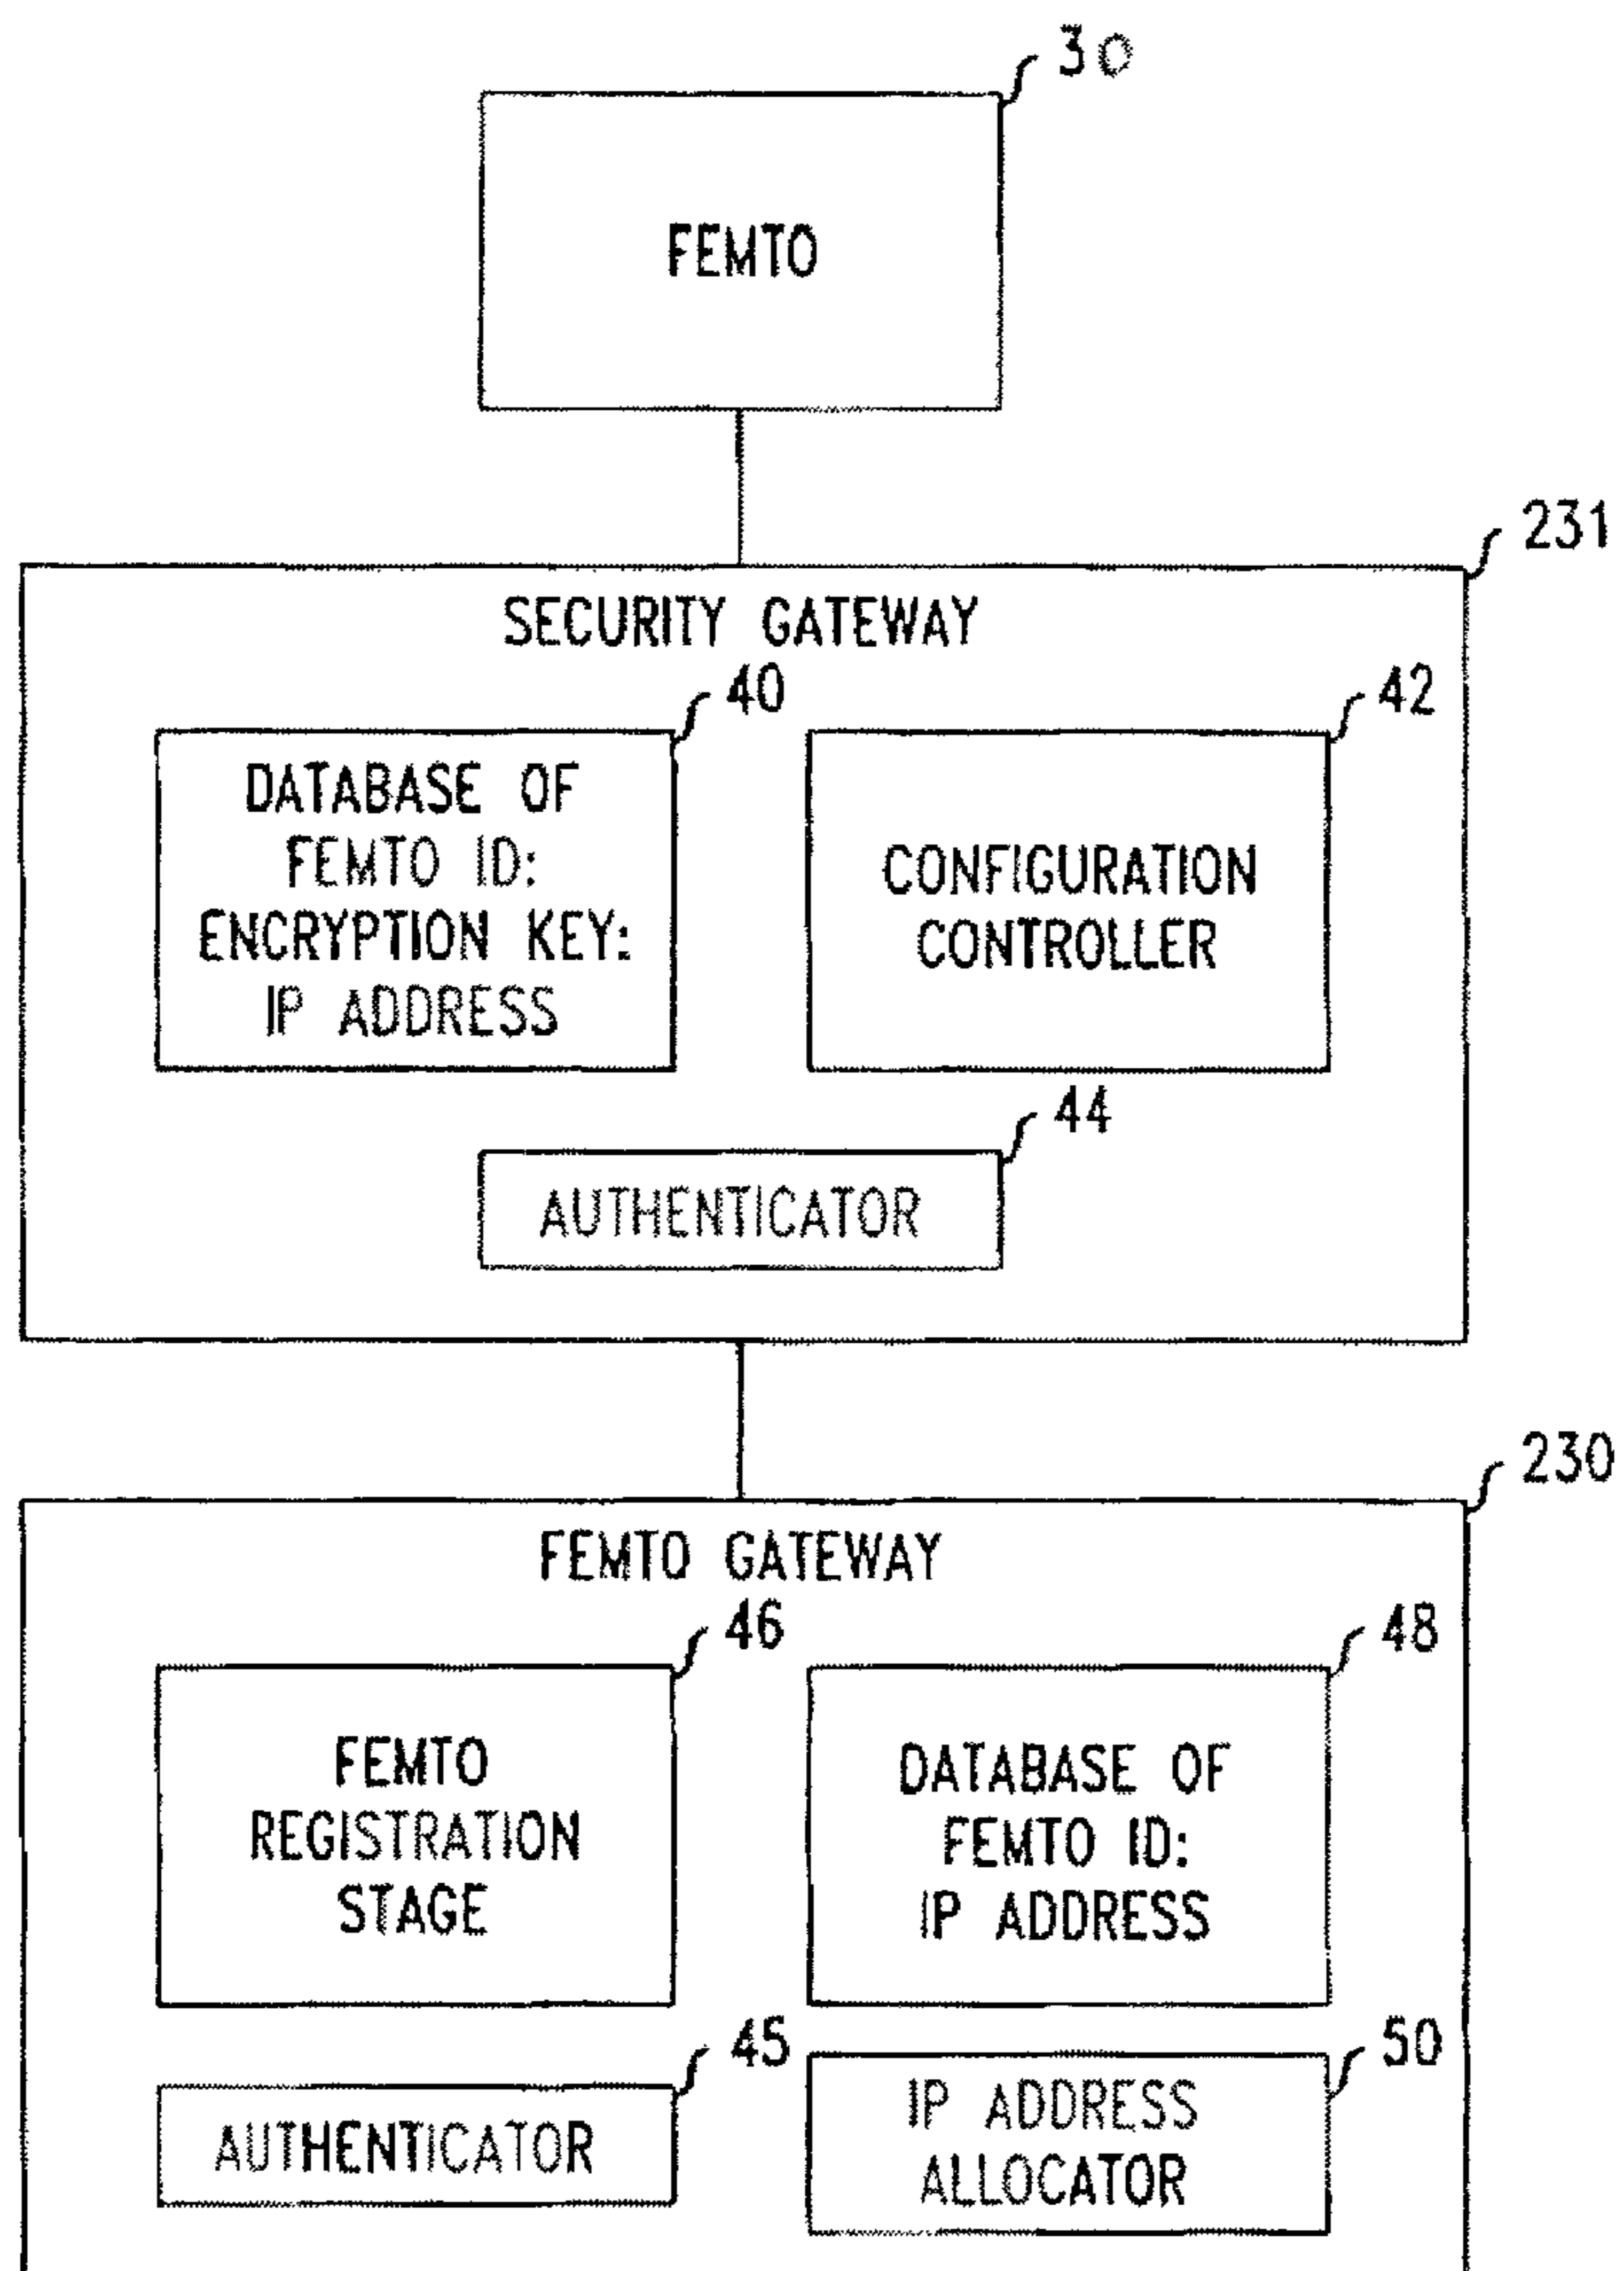 30
FEMTO
231
SECURITY GATEWAY
40
42
DATABASE OF
FEMTO ID:
ENCRYPTION KEY:
IP ADDRESS
CONFIGURATION
CONTROLLER
44
AUTHENTICATOR
230
FEMTO GATEWAY
46
48
FEMTO
REGISTRATION
STAGE
DATABASE OF
FEMTO ID:
IP ADDRESS
45
50
AUTHENTICATOR
IP ADDRESS
ALLOCATOR